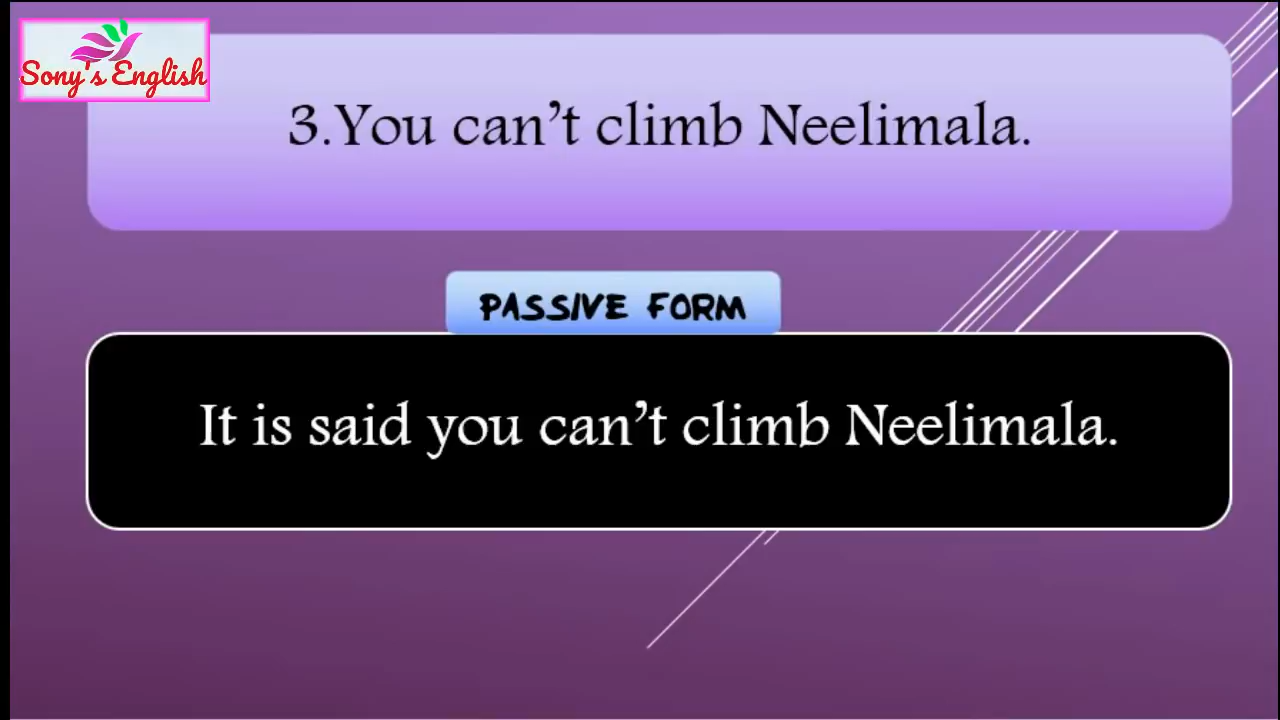 Sony's English
3.You can't climb Neelimala.
PASSIVE FORM
It is said you can't climb Neelimala.